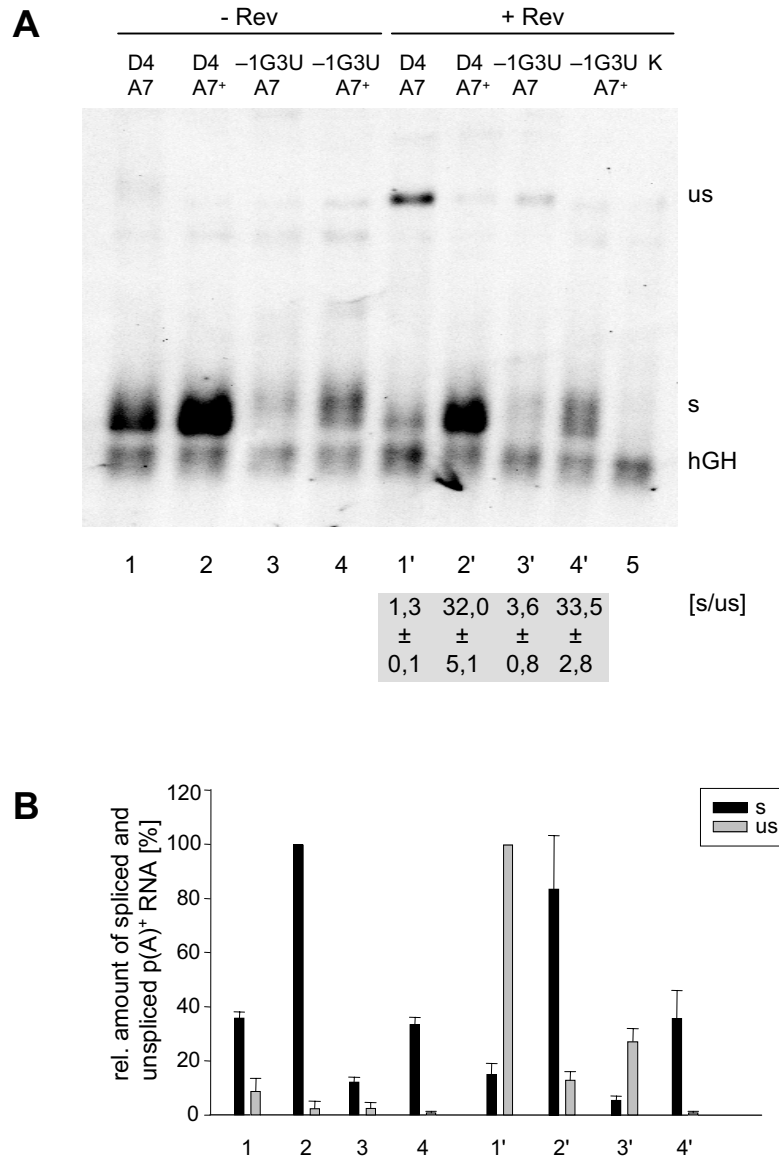 A
- Rev + Rev
D4 D4 –1G3U –1G3U D4 D4 –1G3U –1G3U K
A7 A7+ A7 A7+ A7 A7+ A7 A7+
us
s
hGH
1 2 3 4 1' 2' 3' 4' 5
1,3 32,0 3,6 33,5 [s/us]
± ± ± ±
0,1 5,1 0,8 2,8
B
rel. amount of spliced and
unspliced p(A)+ RNA [%]
120
100
80
60
40
20
0
1 2 3 4 1' 2' 3' 4'
s
us